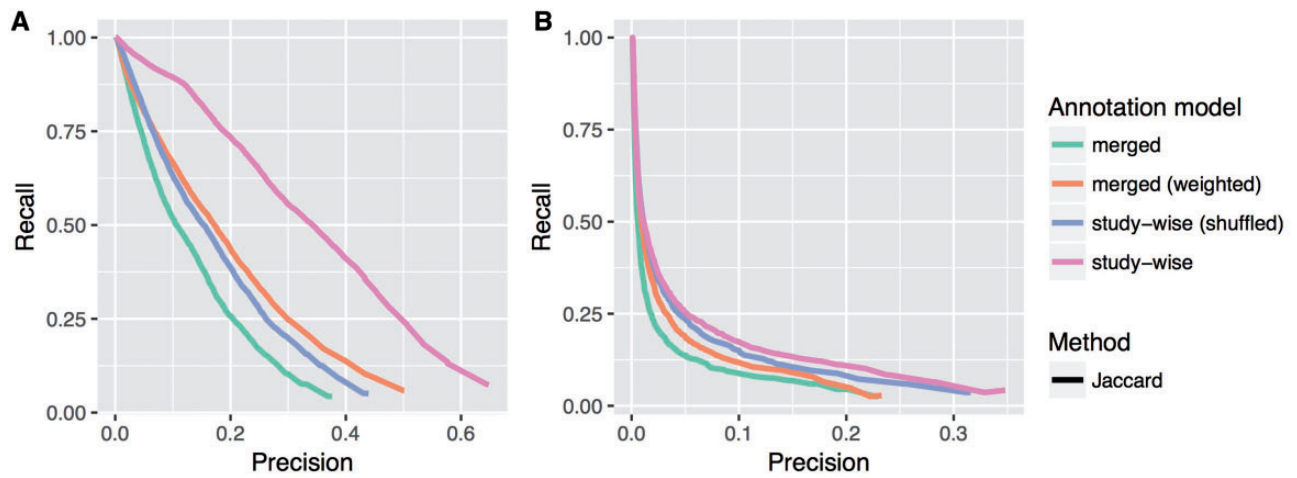 A
1.00
0.75
0.50
0.25
0.00
Recall
0.0 0.2 0.4 0.6
Precision
B
1.00
0.75
0.50
0.25
0.00
Recall
0.0 0.1 0.2 0.3
Precision
Annotation model
merged
merged (weighted)
study-wise (shuffled)
study-wise
Method
Jaccard